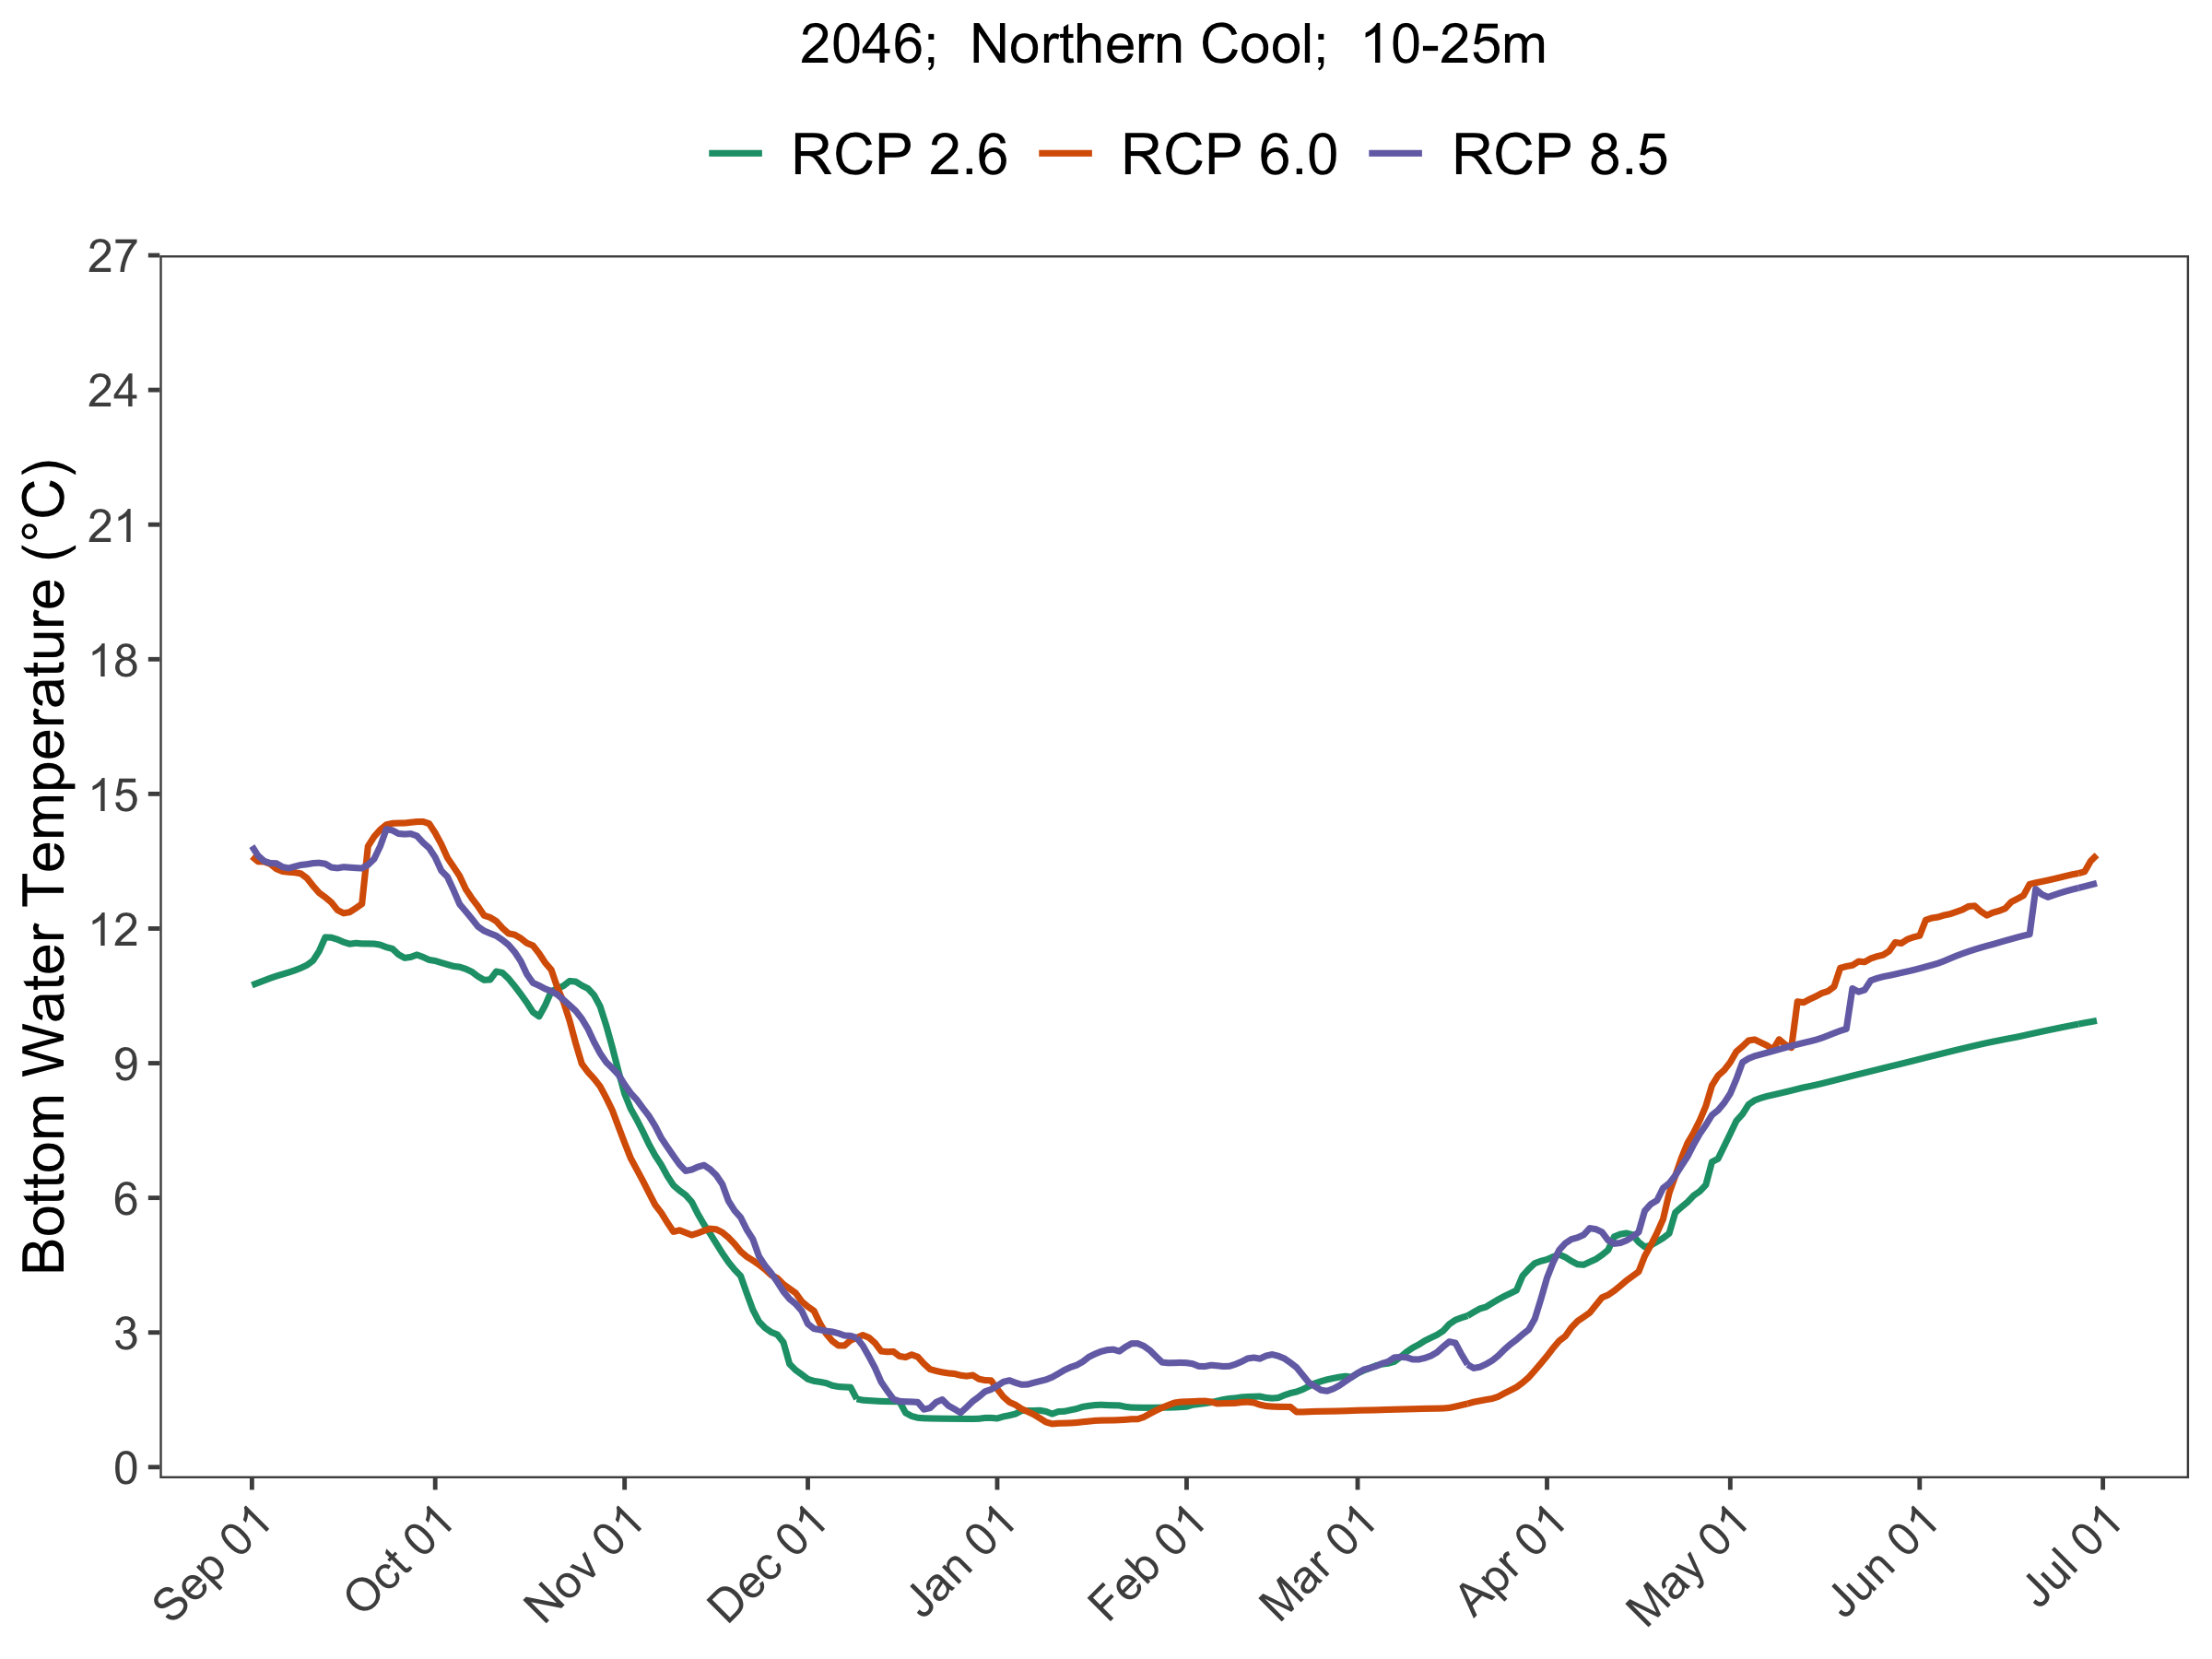 2046;  Northern Cool;  10-25m
RCP 2.6 RCP 6.0 RCP 8.5
Bottom Water Temperature (°C)
27
24
21
18
15
12
9
6
3
0
Sep 01 Oct 01 Nov 01 Dec 01 Jan 01 Feb 01 Mar 01 Apr 01 May 01 Jun 01 Jul 01